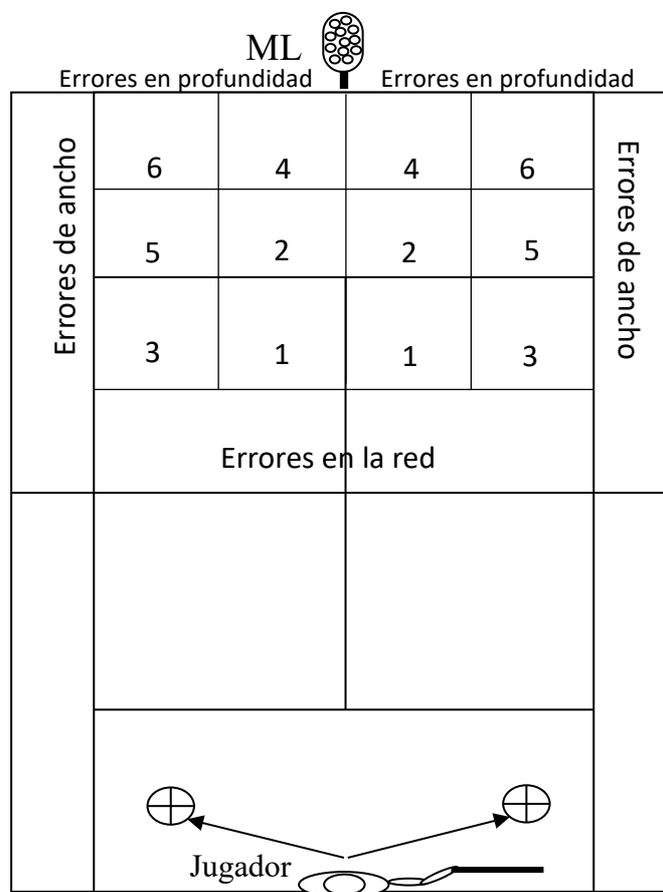 ML
Errores en profundidad Errores en profundidad
Errores de ancho
Errores de ancho
6 4 4 6
5 2 2 5
3 1 1 3
Errores en la red
Jugador